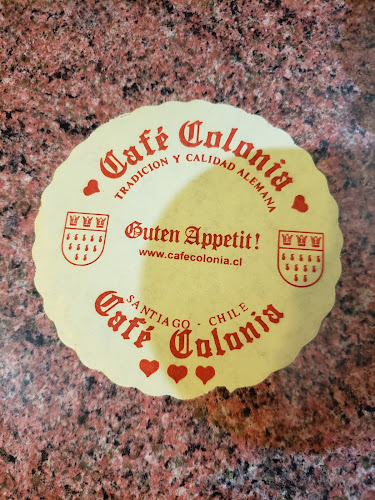 Café Colonia
TRADICION Y CALIDAD ALEMANA
Guten Appetit!
www.cafecolonia.cl
SANTIAGO - CHILE
Café Colonia